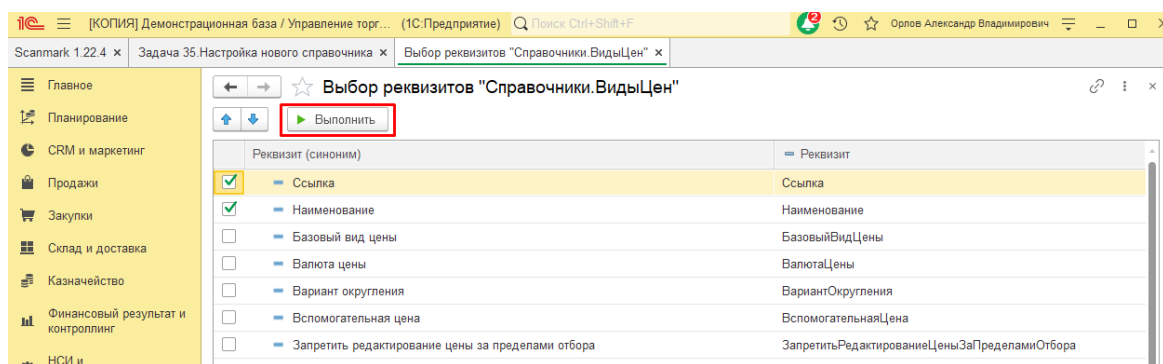 1С [КОПИЯ] Демонстрационная база / Управление торг... (1С:Предприятие) Поиск Ctrl+Shift+F 2 Орлов Александр Владимирович
Scanmark 1.22.4 × Задача 35.Настройка нового справочника × Выбор реквизитов "Справочники.ВидыЦен" ×
Главное
Выбор реквизитов "Справочники.ВидыЦен"
Планирование
Выполнить
CRM и маркетинг
Реквизит (синоним) Реквизит
Продажи
Ссылка Ссылка
Закупки
Наименование Наименование
Склад и доставка
Базовый вид цены БазовыйВидЦены
Валюта цены ВалютаЦены
Казначейство
Вариант округления ВариантОкругления
Финансовый результат и
контроллинг
Вспомогательная цена ВспомогательнаяЦена
Запретить редактирование цены за пределами отбора ЗапретитьРедактированиеЦеныЗаПределамиОтбора
НСИ и